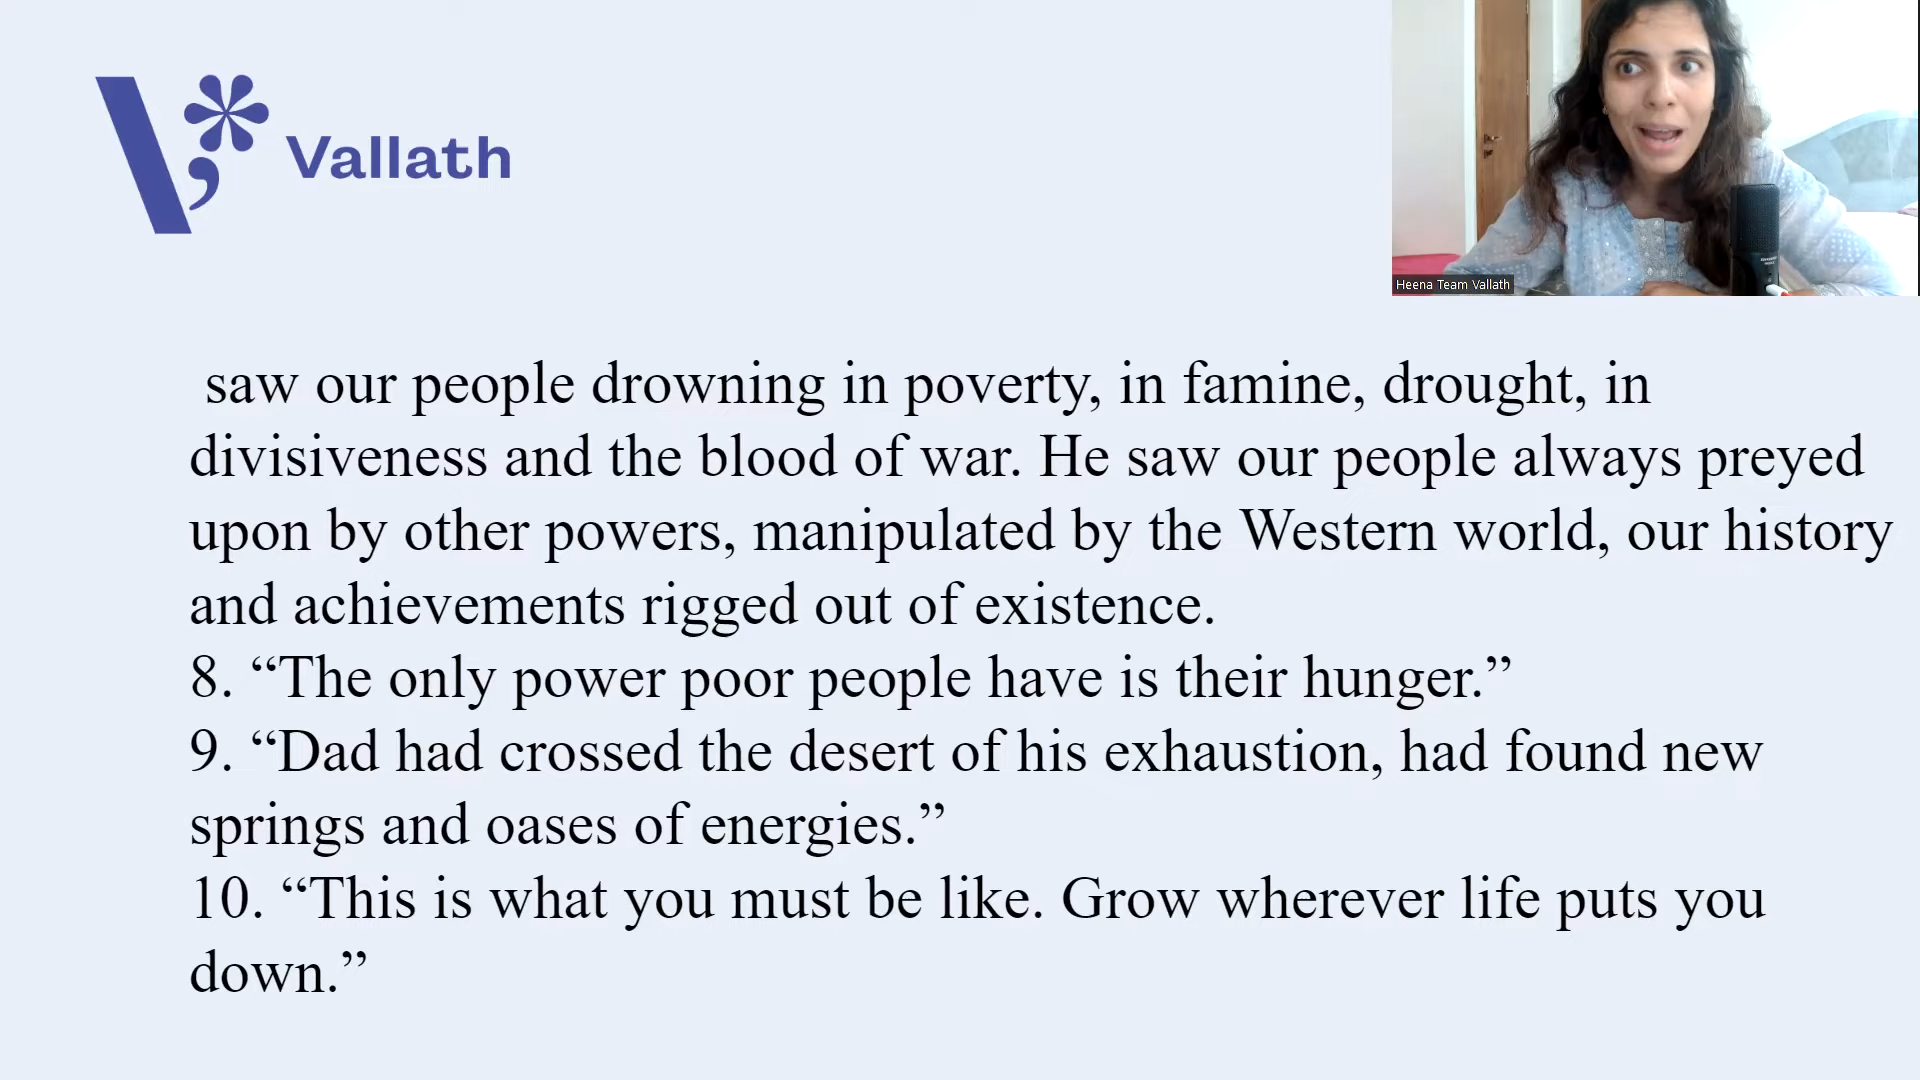 Vallath
Heena Team Vallath
saw our people drowning in poverty, in famine, drought, in
divisiveness and the blood of war. He saw our people always preyed
upon by other powers, manipulated by the Western world, our history
and achievements rigged out of existence.
8. “The only power poor people have is their hunger.”
9. “Dad had crossed the desert of his exhaustion, had found new
springs and oases of energies.”
10. “This is what you must be like. Grow wherever life puts you
down.”